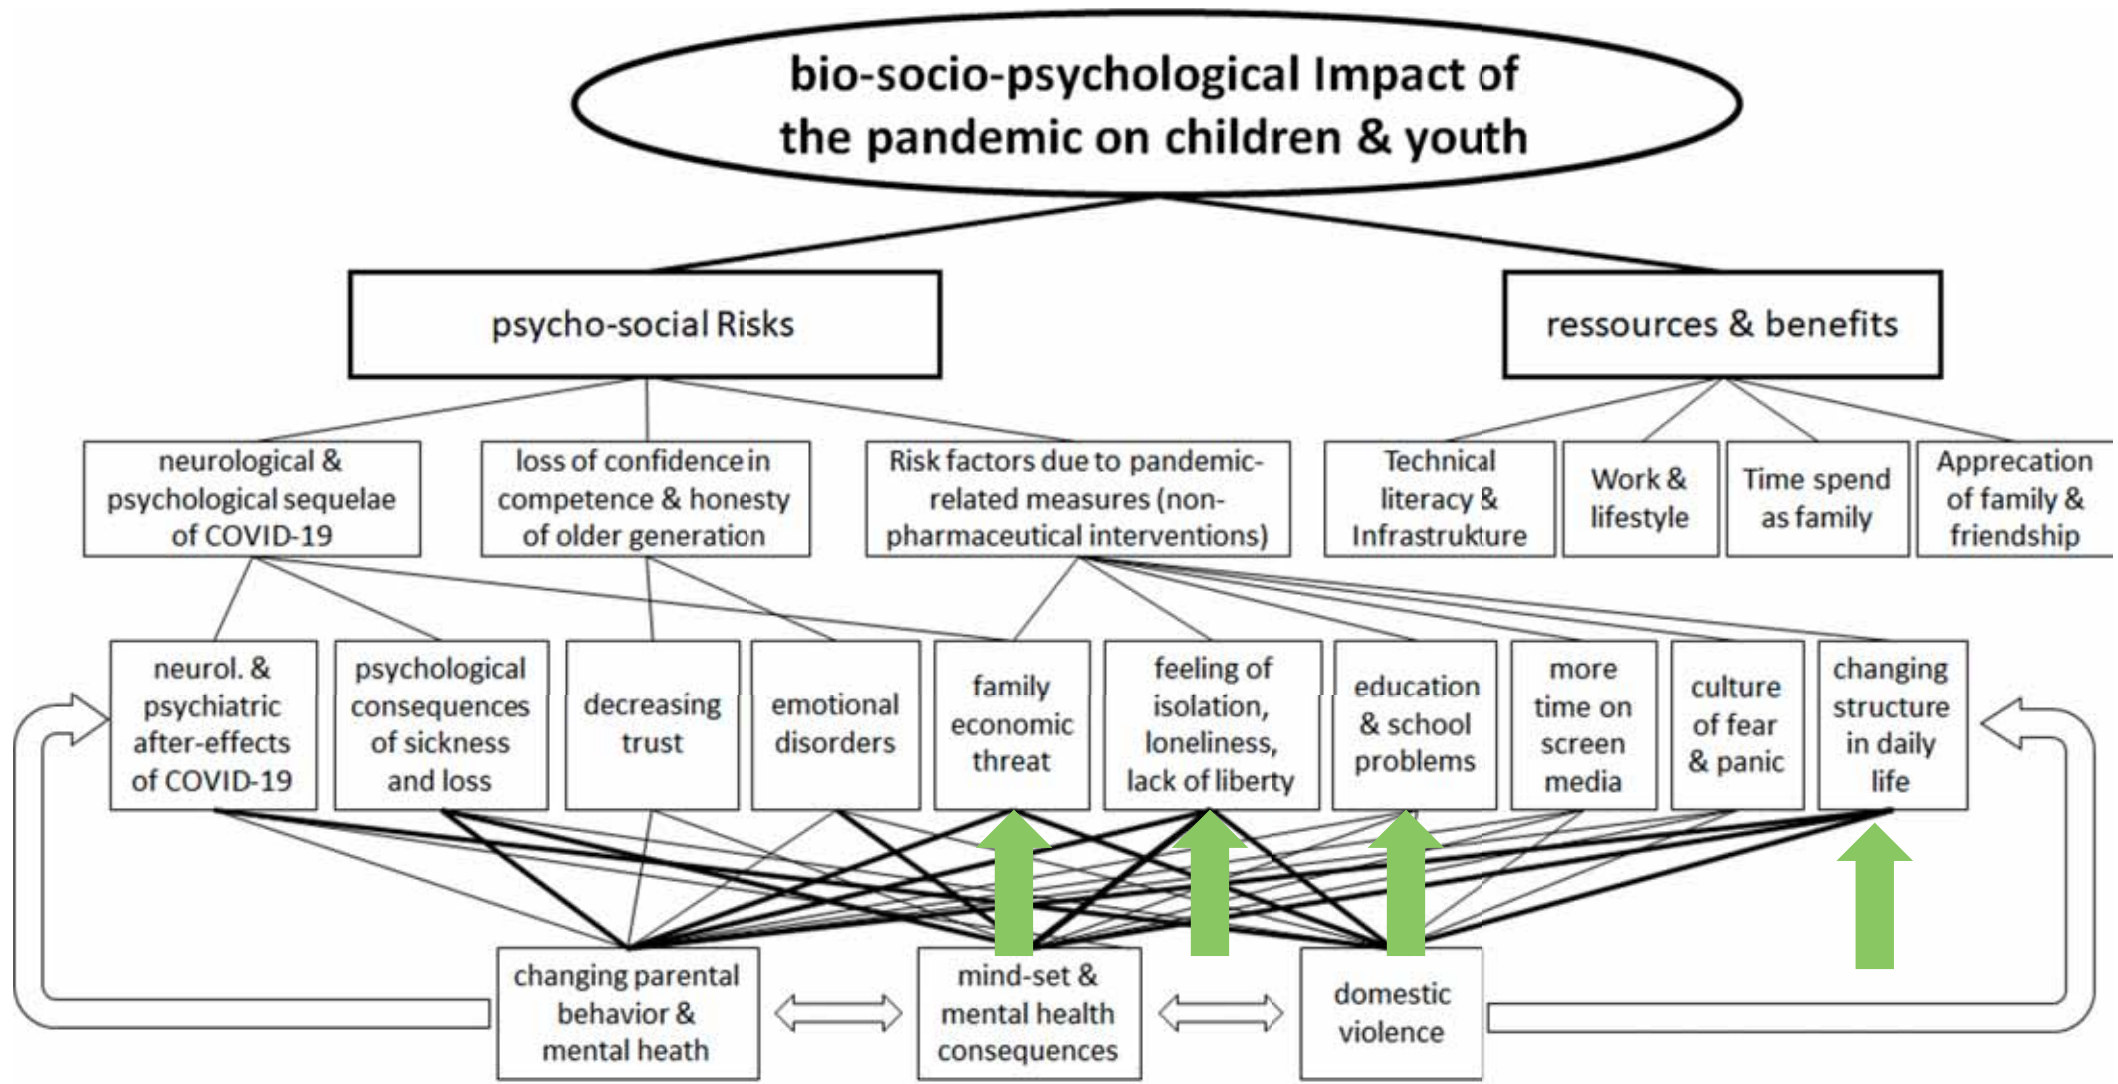 bio-socio-psychological Impact of
the pandemic on children & youth
psycho-social Risks
ressources & benefits
neurological &
psychological sequelae
of COVID-19
loss of confidence in
competence & honesty
of older generation
Risk factors due to pandemic-
related measures (non-
pharmaceutical interventions)
Technical
literacy &
Infrastrukture
Work &
lifestyle
Time spend
as family
Apprecation
of family &
friendship
neurol. &
psychiatric
after-effects
of COVID-19
psychological
consequences
of sickness
and loss
decreasing
trust
emotional
disorders
family
economic
threat
feeling of
isolation,
loneliness,
lack of liberty
education
& school
problems
more
time on
screen
media
culture
of fear
& panic
changing
structure
in daily
life
changing parental
behavior &
mental heath
mind-set &
mental health
consequences
domestic
violence